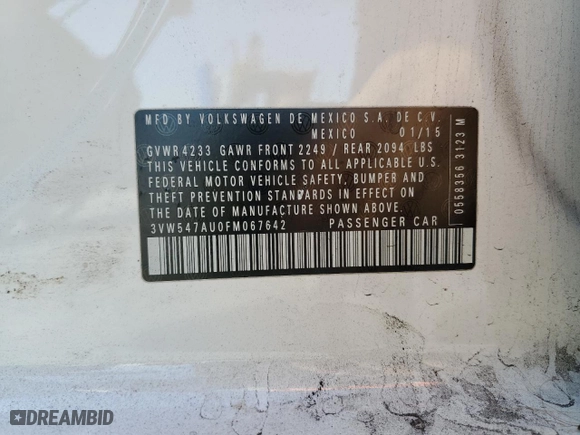 MFD BY VOLKSWAGEN DE MEXICO S.A. DE C.V.
MEXICO 01/15
GVWR 4233 GAWR FRONT 2249 / REAR 2094 LBS
THIS VEHICLE CONFORMS TO ALL APPLICABLE U.S.
FEDERAL MOTOR VEHICLE SAFETY, BUMPER AND
THEFT PREVENTION STANDARDS IN EFFECT ON
THE DATE OF MANUFACTURE SHOWN ABOVE.
3VW547AU0FM067642 PASSENGER CAR
0558356 3123 M
DREAMBID